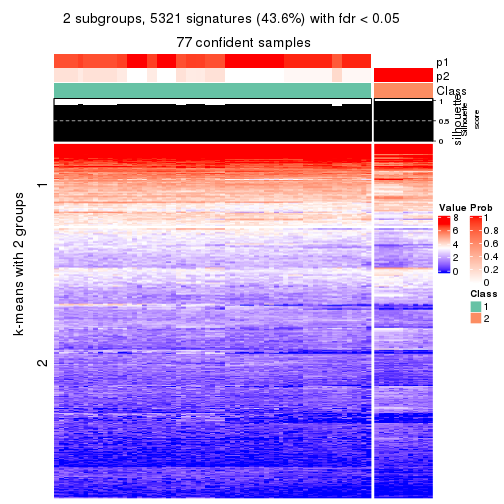 2 subgroups, 5321 signatures (43.6%) with fdr < 0.05
77 confident samples
p1
p2
Class
1
0.5
0
silhouette
Silhouette
score
k-means with 2 groups
1
2
Value
8
6
4
2
0
Prob
1
0.8
0.6
0.4
0.2
0
Class
1
2